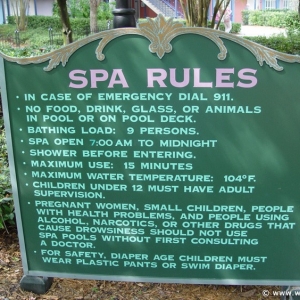 SPA RULES
• IN CASE OF EMERGENCY DIAL 911.
• NO FOOD, DRINK, GLASS, OR ANIMALS
IN POOL OR ON POOL DECK.
• BATHING LOAD: 9 PERSONS.
• SPA OPEN 7:00 AM TO MIDNIGHT
• SHOWER BEFORE ENTERING.
• MAXIMUM USE: 15 MINUTES
• MAXIMUM WATER TEMPERATURE: 104°F.
• CHILDREN UNDER 12 MUST HAVE ADULT
SUPERVISION.
• PREGNANT WOMEN, SMALL CHILDREN, PEOPLE
WITH HEALTH PROBLEMS, AND PEOPLE USING
ALCOHOL, NARCOTICS, OR OTHER DRUGS THAT
CAUSE DROWSINESS SHOULD NOT USE
SPA POOLS WITHOUT FIRST CONSULTING
A DOCTOR.
• FOR SAFETY, DIAPER AGE CHILDREN MUST
WEAR PLASTIC PANTS OR SWIM DIAPER.